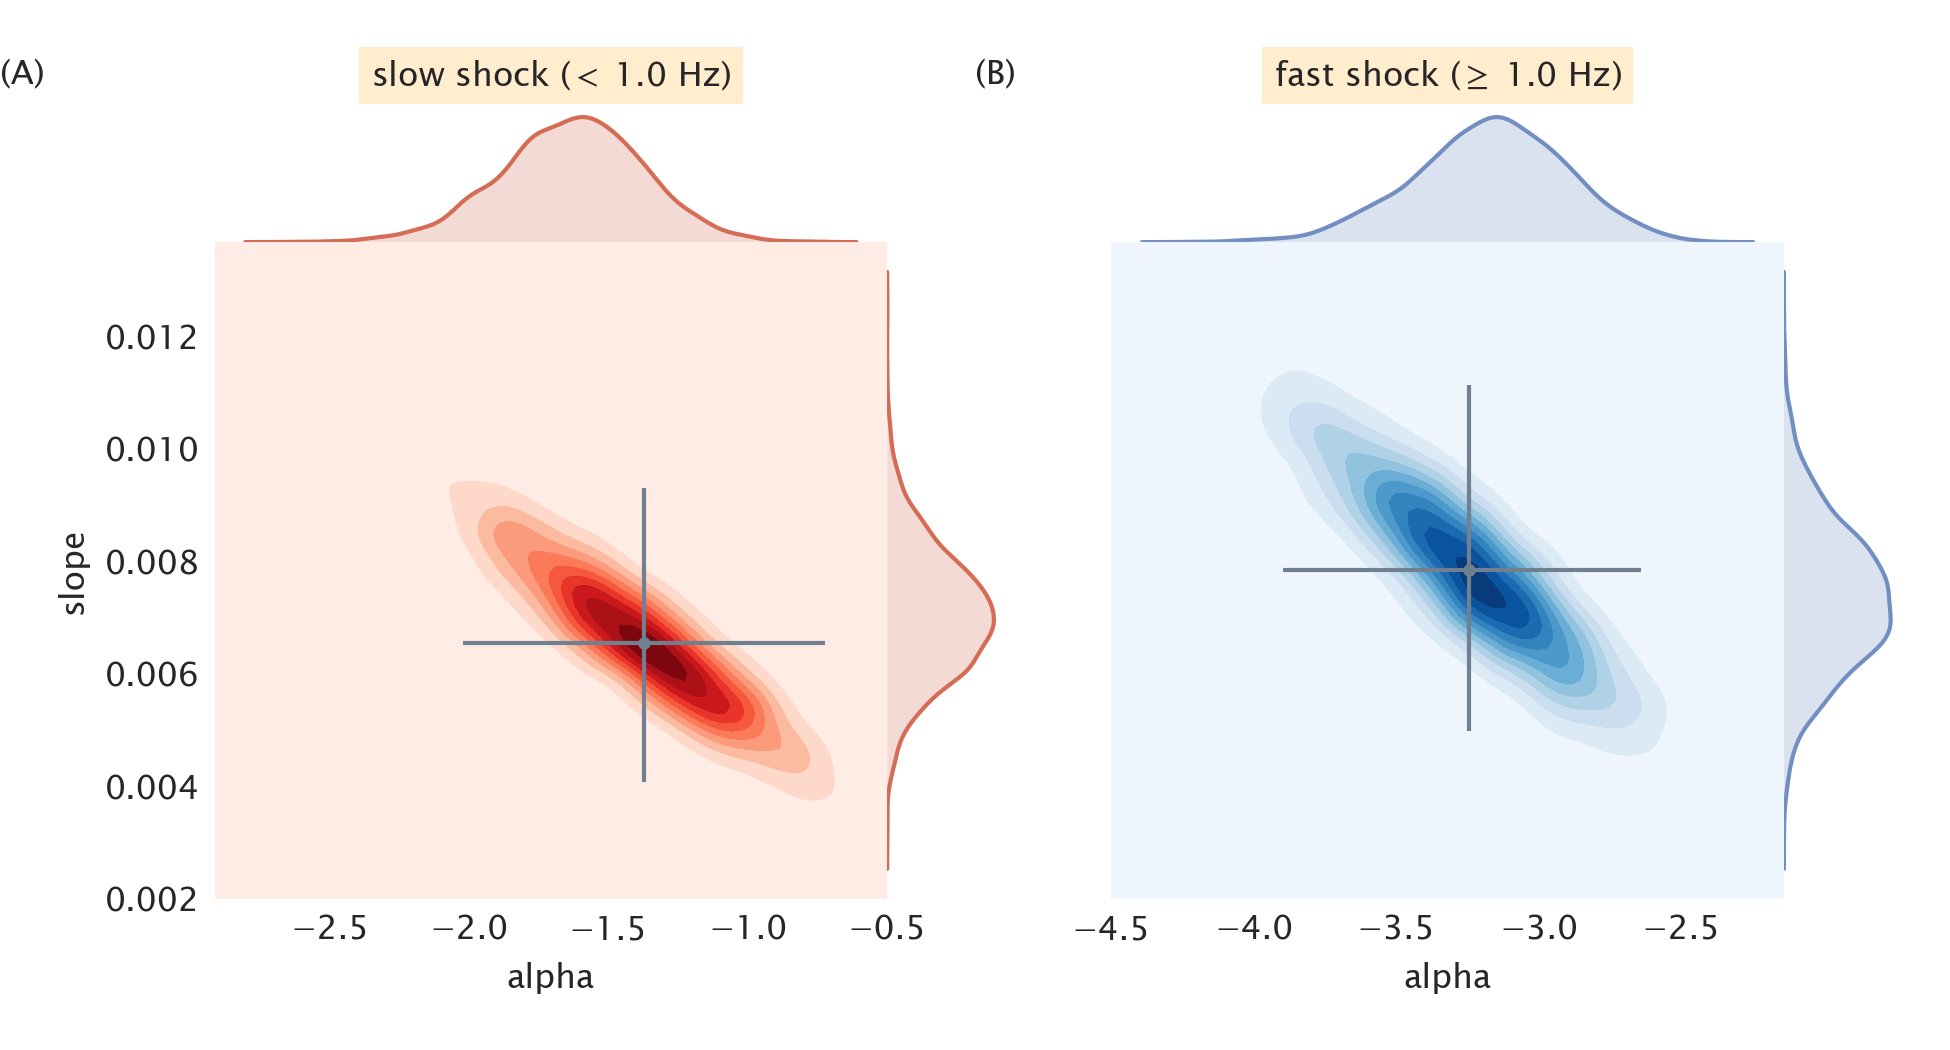 (A)
slow shock (< 1.0 Hz)
(B)
fast shock (≥ 1.0 Hz)
0.012
0.010
0.008
0.006
0.004
0.002
slope
−2.5 −2.0 −1.5 −1.0 −0.5
alpha
−4.5 −4.0 −3.5 −3.0 −2.5
alpha